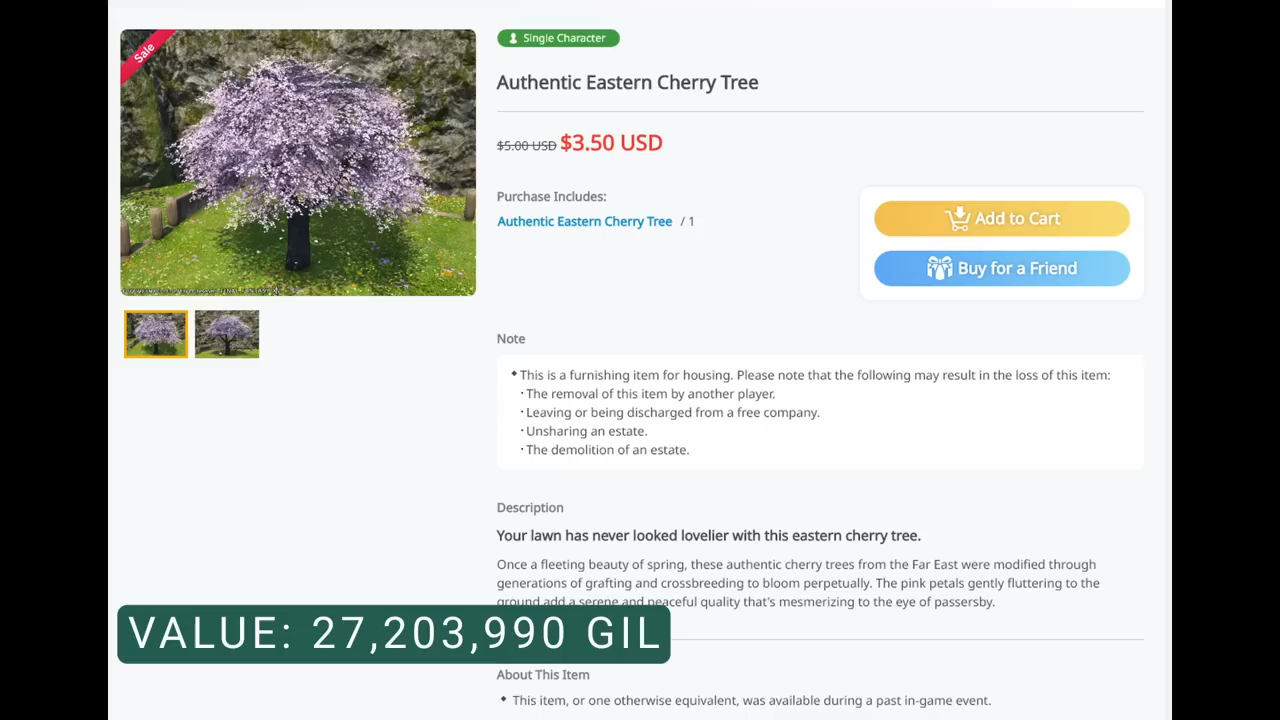 Sale
Single Character
Authentic Eastern Cherry Tree
$5.00 USD $3.50 USD
Purchase Includes:
Authentic Eastern Cherry Tree / 1
Add to Cart
Buy for a Friend
Note
This is a furnishing item for housing. Please note that the following may result in the loss of this item:
・The removal of this item by another player.
・Leaving or being discharged from a free company.
・Unsharing an estate.
・The demolition of an estate.
Description
Your lawn has never looked lovelier with this eastern cherry tree.
Once a fleeting beauty of spring, these authentic cherry trees from the Far East were modified through
generations of grafting and crossbreeding to bloom perpetually. The pink petals gently fluttering to the
ground add a serene and peaceful quality that's mesmerizing to the eye of passersby.
VALUE: 27,203,990 GIL
About This Item
This item, or one otherwise equivalent, was available during a past in-game event.